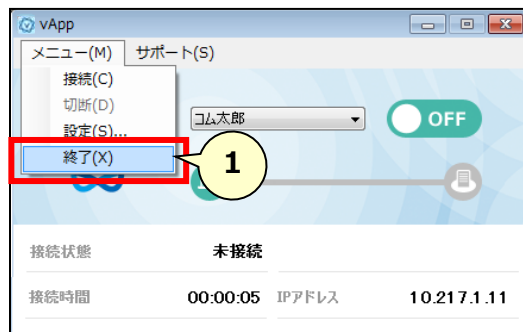 vApp
メニュー(M) サポート(S)
接続(C)
切断(D)
設定(S)...
終了(X)
コム太郎
OFF
1
接続状態 未接続
接続時間 00:00:05 IPアドレス 10.217.1.11